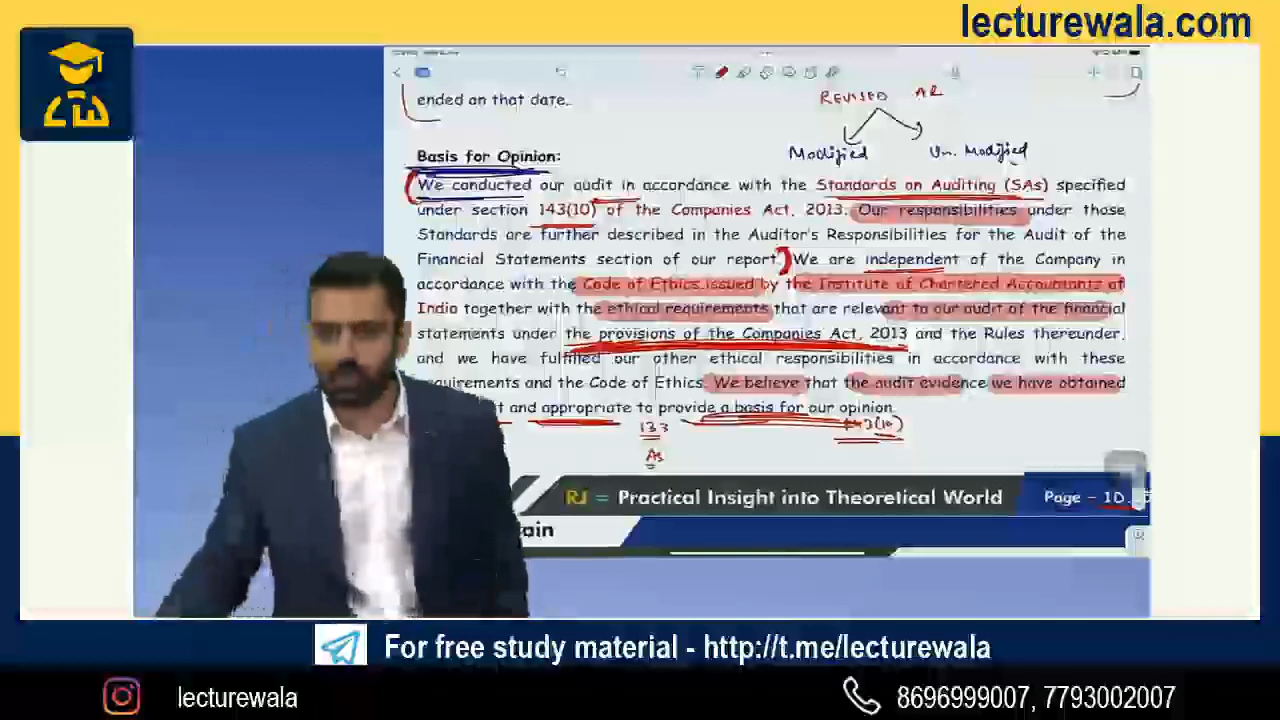 lecturewala.com
REVISED AR
ended on that date.
Modified Un. Modified
Basis for Opinion:
We conducted our audit in accordance with the Standards on Auditing (SAs) specified
under section 143(10) of the Companies Act, 2013. Our responsibilities under those
Standards are further described in the Auditor's Responsibilities for the Audit of the
Financial Statements section of our report. We are independent of the Company in
accordance with the Code of Ethics issued by the Institute of Chartered Accountants of
India together with the ethical requirements that are relevant to our audit of the financial
statements under the provisions of the Companies Act, 2013 and the Rules thereunder,
and we have fulfilled our other ethical responsibilities in accordance with these
quirements and the Code of Ethics. We believe that the audit evidence we have obtained
t and appropriate to provide a basis for our opinion.
133
As
RJ = Practical Insight into Theoretical World Page - 10.
ain
For free study material - http://t.me/lecturewala
lecturewala 8696999007, 7793002007